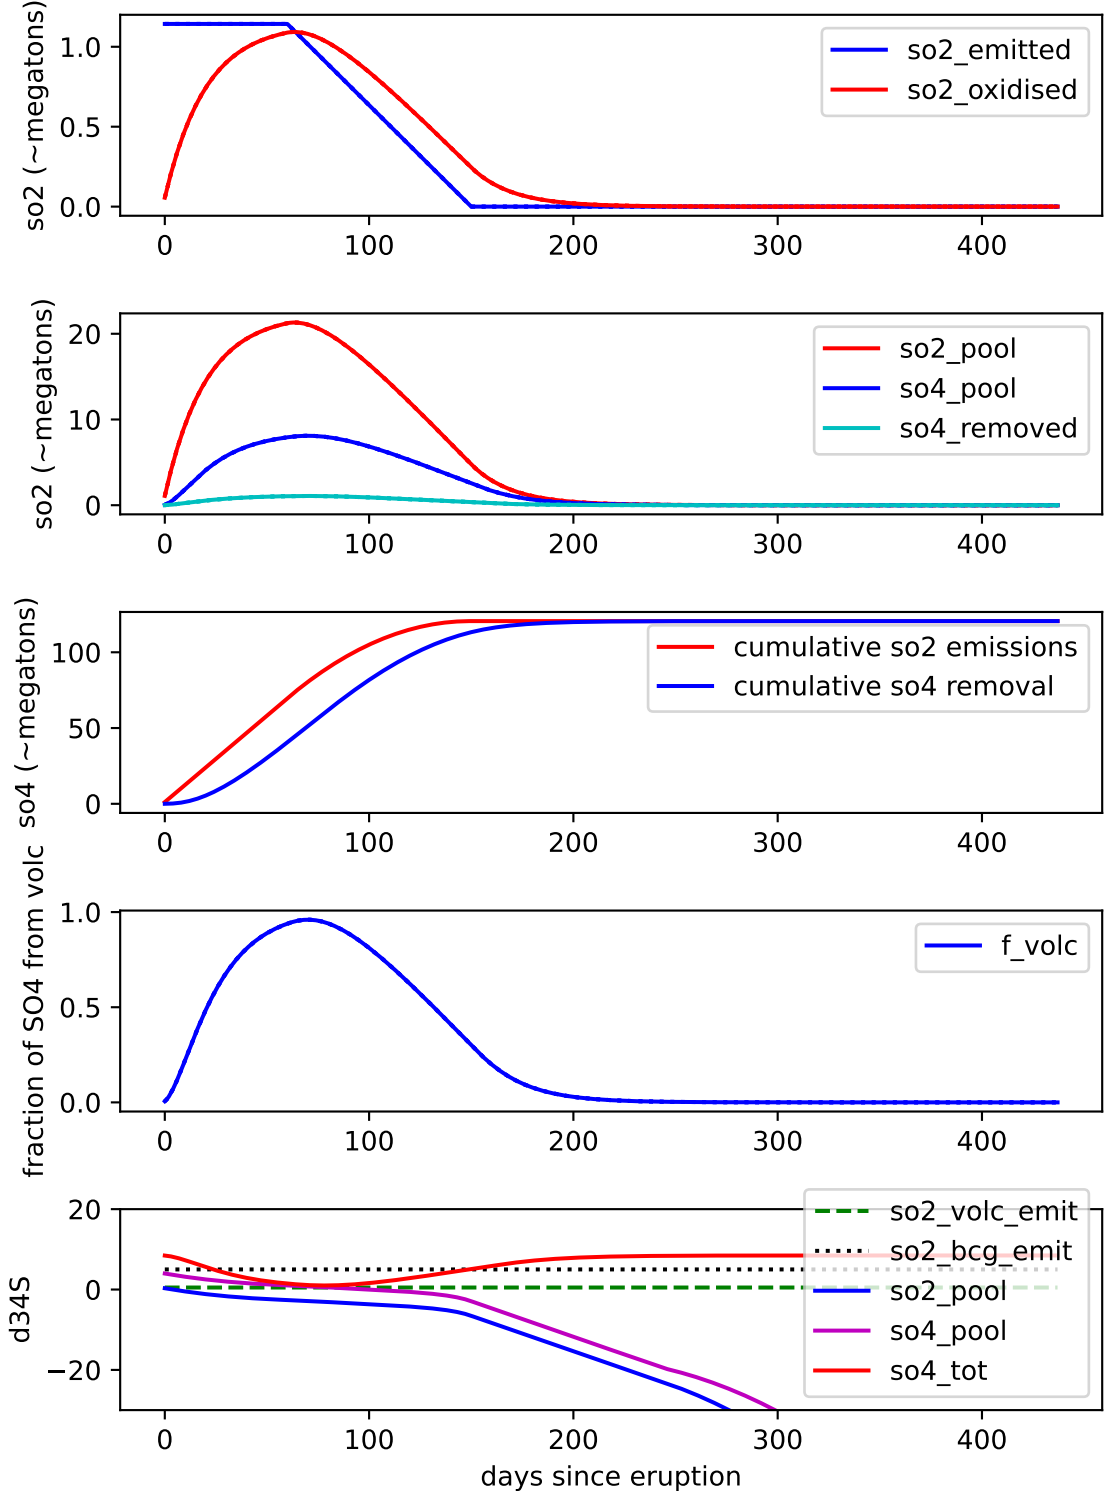 so2 (~megatons)
1.0
0.5
0.0
so2_emitted
so2_oxidised
0 100 200 300 400
so2 (~megatons)
20
10
0
so2_pool
so4_pool
so4_removed
0 100 200 300 400
so4 (~megatons)
100
50
0
cumulative so2 emissions
cumulative so4 removal
0 100 200 300 400
fraction of SO4 from volc
1.0
0.5
0.0
f_volc
0 100 200 300 400
d34S
20
0
−20
so2_volc_emit
so2_bcg_emit
so2_pool
so4_pool
so4_tot
0 100 200 300 400
days since eruption